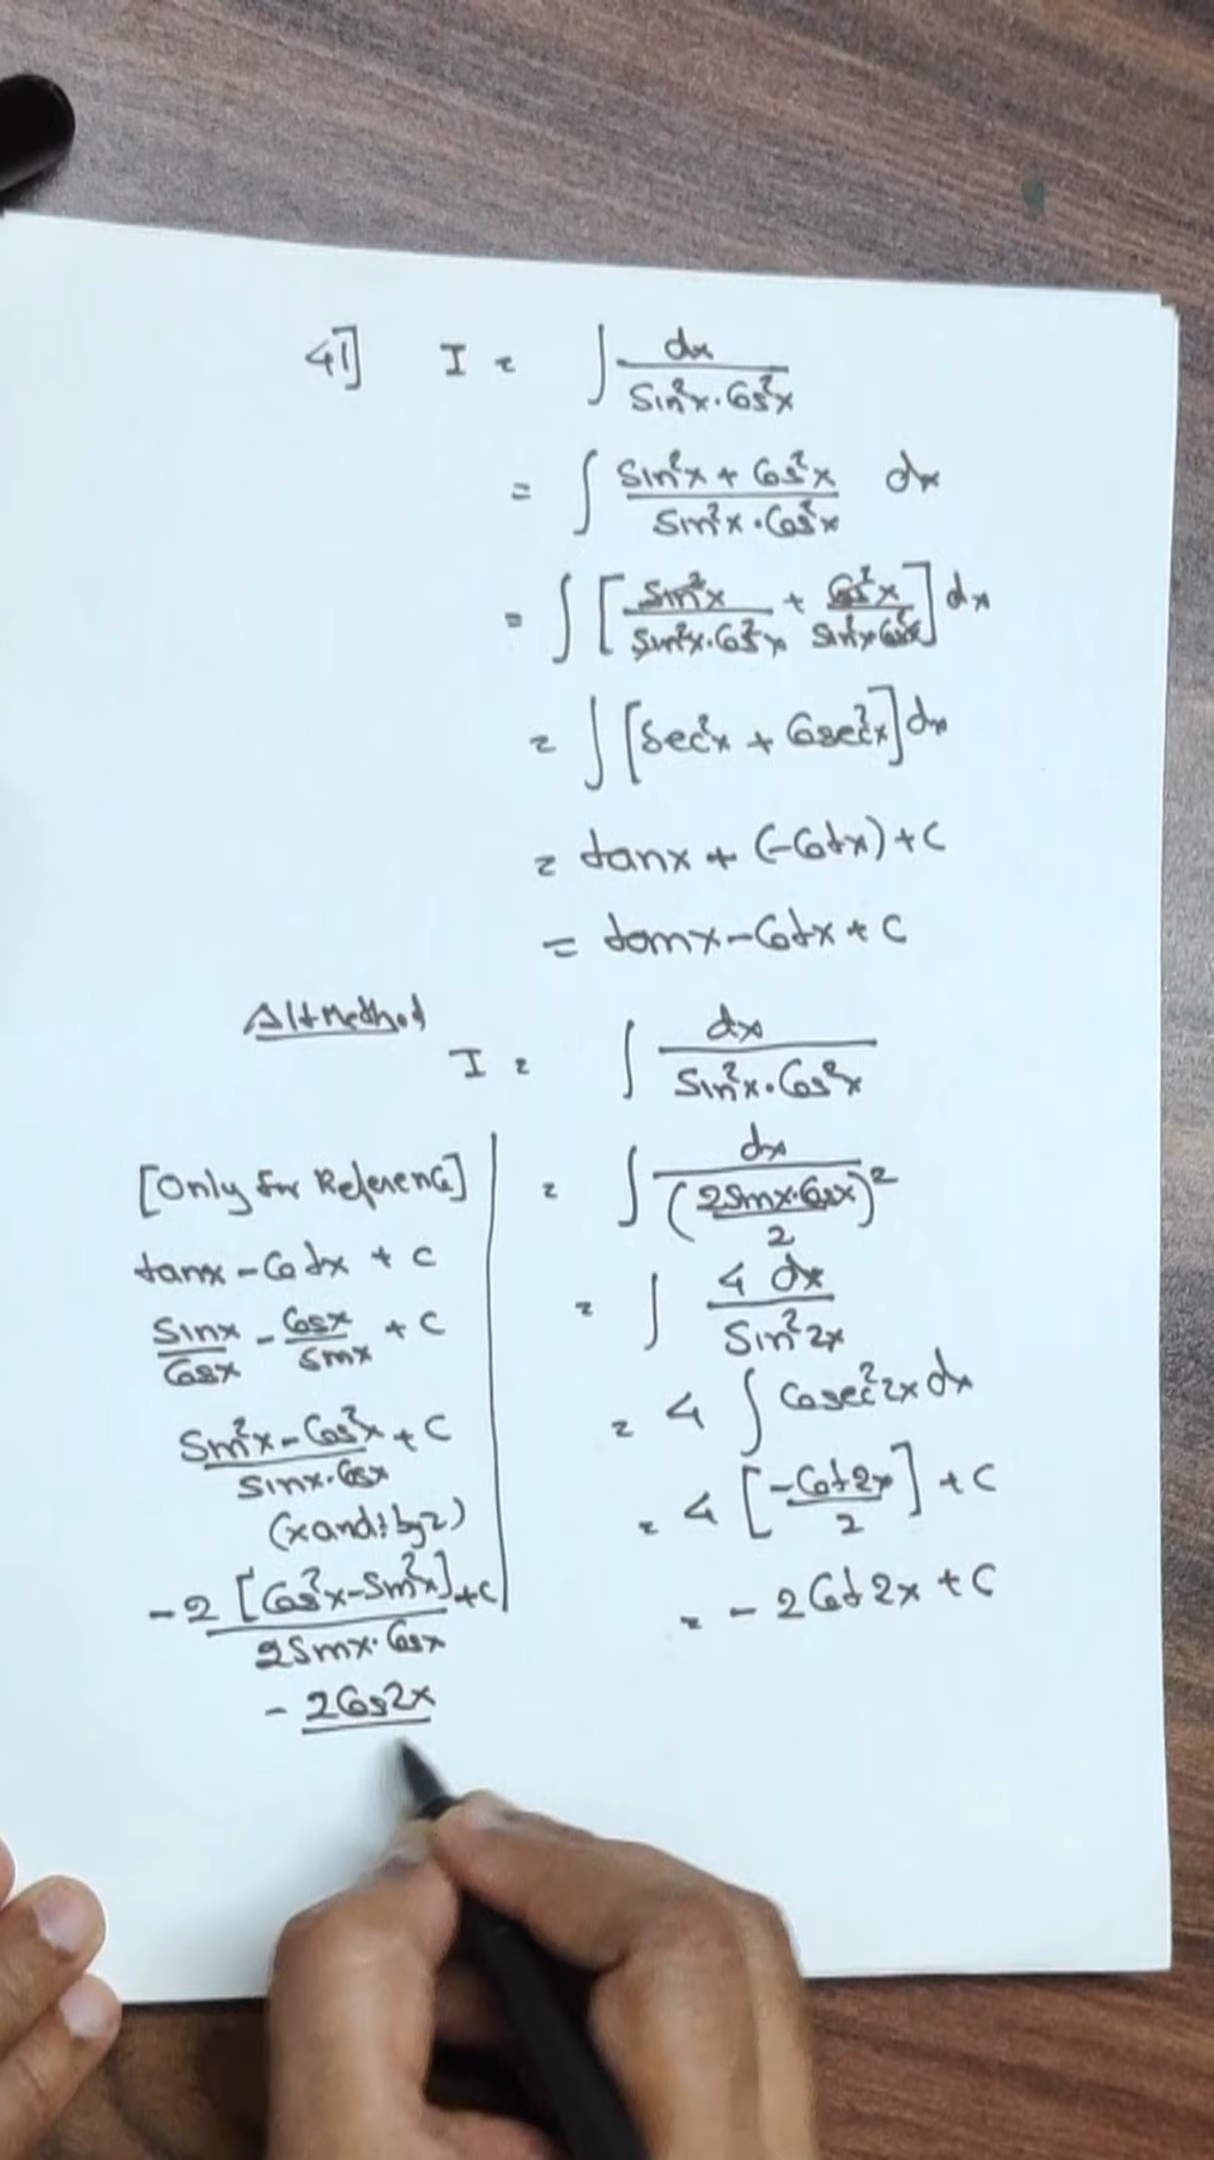 41] I = ∫ dx / Sin²x · Cos²x
= ∫ Sin²x + Cos²x / Sin²x · Cos²x dx
= ∫ [ Sin²x / Sin²x · Cos²x + Cos²x / Sin²x Cos²x ] dx
= ∫ [Sec²x + Cosec²x] dx
= tanx + (-Cotx) + C
= tanx - Cotx + C
Alt Method
I = ∫ dx / Sin²x · Cos²x
= ∫ dx / (2Sinx · Cosx / 2)²
= ∫ 4 dx / Sin²2x
= 4 ∫ Cosec²2x dx
= 4 [ -Cot2x / 2 ] + C
= - 2Cot2x + C
[Only for Reference]
tanx - Cotx + C
Sinx / Cosx - Cosx / Sinx + C
Sin²x - Cos²x / Sinx · Cosx + C
(x and ÷ by 2)
-2 [Cos²x - Sin²x] / 2Sinx · Cosx + C
- 2Cos2x